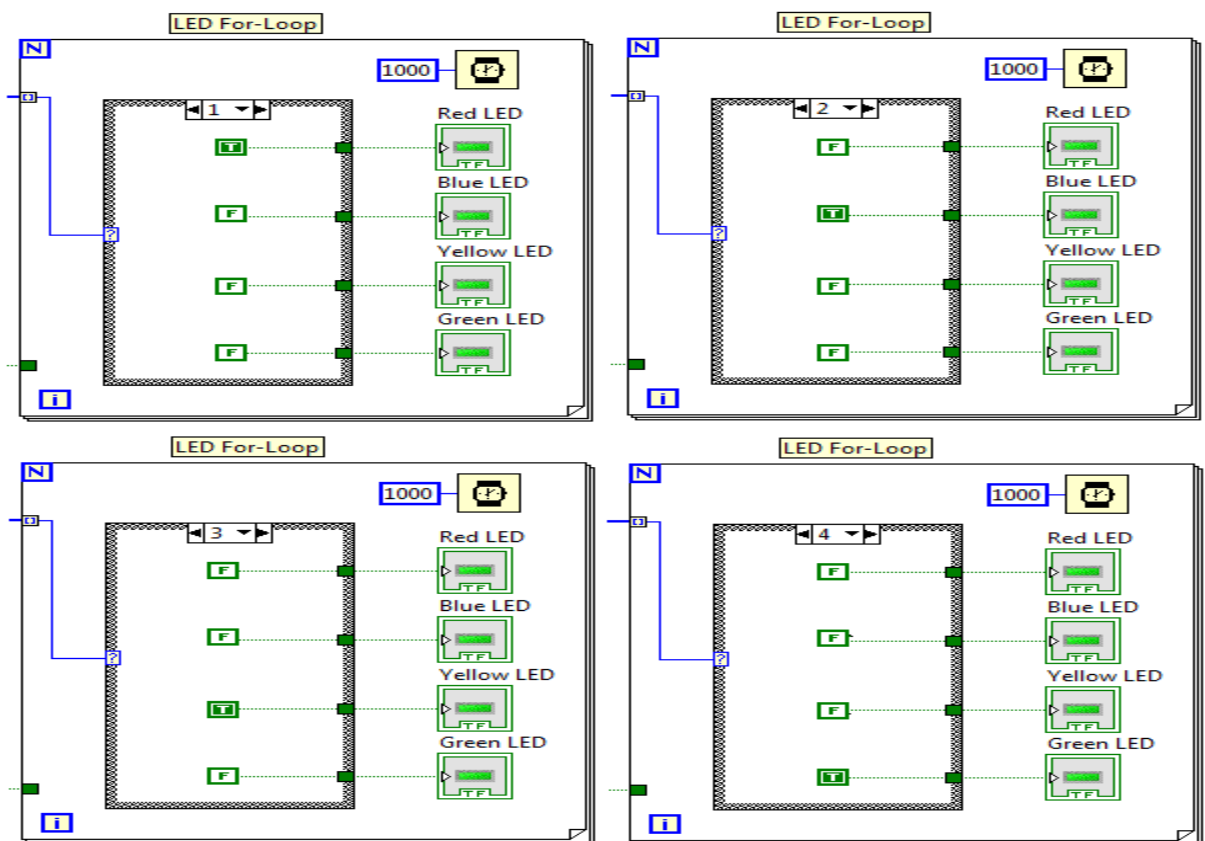 LED For-Loop
N
1000
1
Red LED
T
TF
Blue LED
F
TF
?
Yellow LED
F
TF
Green LED
F
TF
i
LED For-Loop
N
1000
2
Red LED
F
TF
Blue LED
T
TF
?
Yellow LED
F
TF
Green LED
F
TF
i
LED For-Loop
N
1000
3
Red LED
F
TF
Blue LED
F
TF
?
Yellow LED
T
TF
Green LED
F
TF
i
LED For-Loop
N
1000
4
Red LED
F
TF
Blue LED
F
TF
?
Yellow LED
F
TF
Green LED
T
TF
i